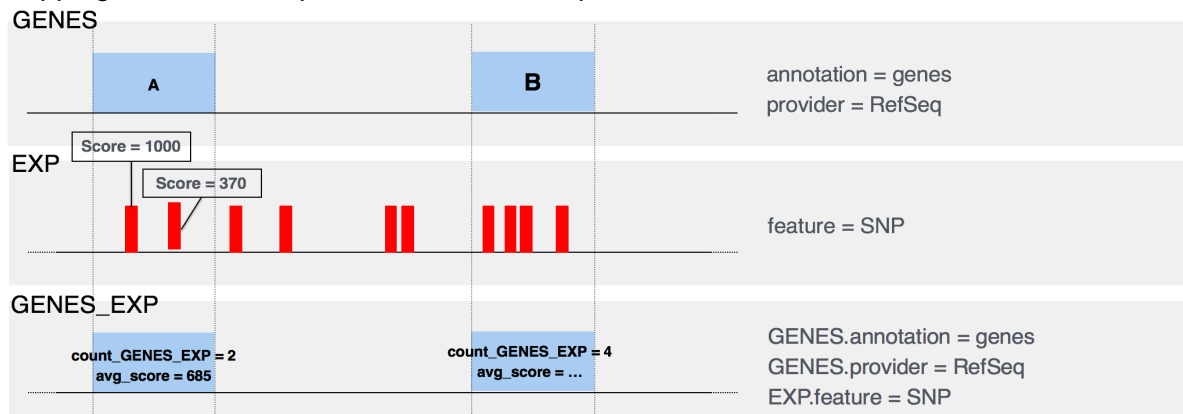 GENES
A
B
annotation = genes
provider = RefSeq
Score = 1000
EXP
Score = 370
feature = SNP
GENES_EXP
count_GENES_EXP = 2
avg_score = 685
count_GENES_EXP = 4
avg_score = ...
GENES.annotation = genes
GENES.provider = RefSeq
EXP.feature = SNP